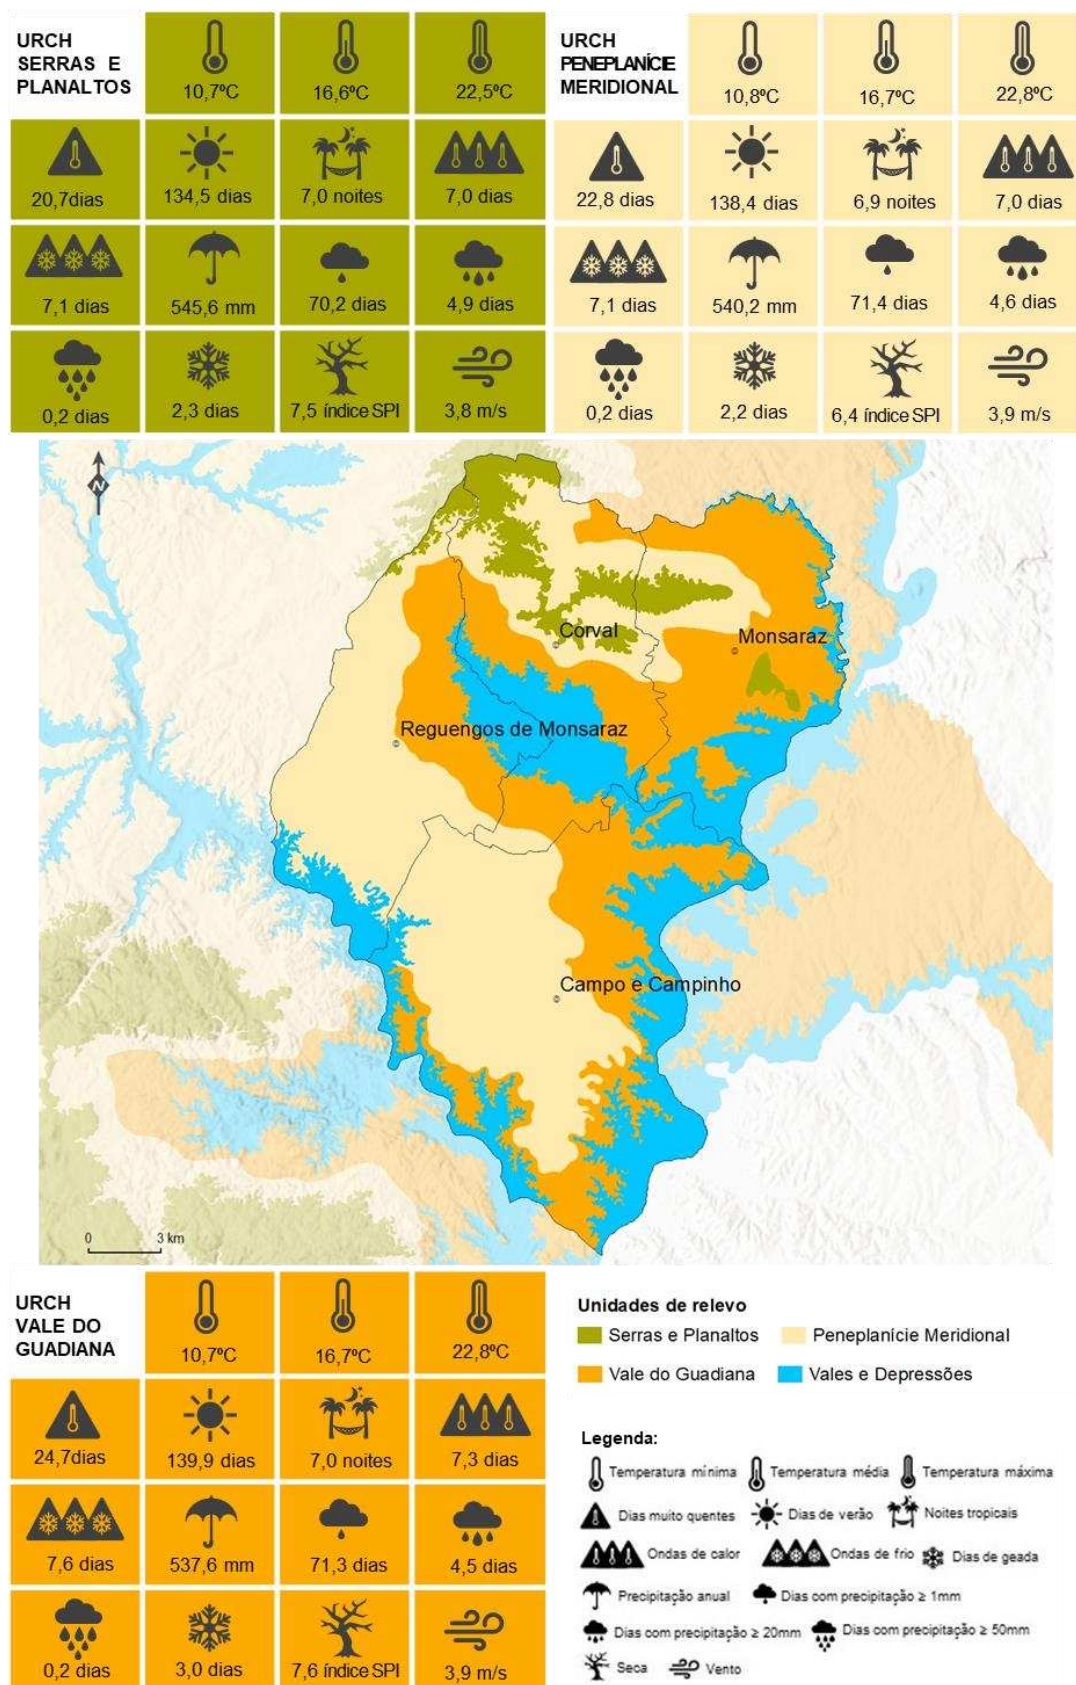 URCH
SERRAS E
PLANALTOS
10,7ºC
16,6ºC
22,5ºC
20,7dias
134,5 dias
7,0 noites
7,0 dias
7,1 dias
545,6 mm
70,2 dias
4,9 dias
0,2 dias
2,3 dias
7,5 índice SPI
3,8 m/s
URCH
PENEPLANÍCIE
MERIDIONAL
10,8ºC
16,7ºC
22,8ºC
22,8 dias
138,4 dias
6,9 noites
7,0 dias
7,1 dias
540,2 mm
71,4 dias
4,6 dias
0,2 dias
2,2 dias
6,4 índice SPI
3,9 m/s
N
Corval
Monsaraz
Reguengos de Monsaraz
Campo e Campinho
0 3 km
URCH
VALE DO
GUADIANA
10,7ºC
16,7ºC
22,8ºC
24,7dias
139,9 dias
7,0 noites
7,3 dias
7,6 dias
537,6 mm
71,3 dias
4,5 dias
0,2 dias
3,0 dias
7,6 índice SPI
3,9 m/s
Unidades de relevo
Serras e Planaltos
Peneplanície Meridional
Vale do Guadiana
Vales e Depressões
Legenda:
Temperatura mínima
Temperatura média
Temperatura máxima
Dias muito quentes
Dias de verão
Noites tropicais
Ondas de calor
Ondas de frio
Dias de geada
Precipitação anual
Dias com precipitação ≥ 1mm
Dias com precipitação ≥ 20mm
Dias com precipitação ≥ 50mm
Seca
Vento